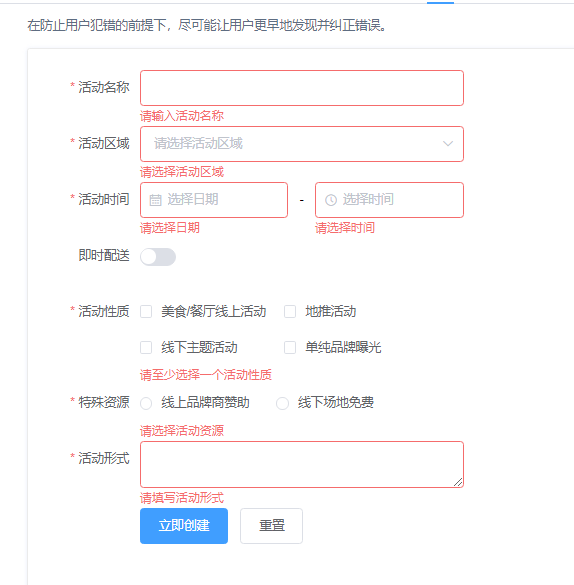 在防止用户犯错的前提下，尽可能让用户更早地发现并纠正错误。
* 活动名称
请输入活动名称
* 活动区域 请选择活动区域
请选择活动区域
* 活动时间 选择日期 - 选择时间
请选择日期 请选择时间
即时配送
* 活动性质 美食/餐厅线上活动 地推活动
线下主题活动 单纯品牌曝光
请至少选择一个活动性质
* 特殊资源 线上品牌商赞助 线下场地免费
请选择活动资源
* 活动形式
请填写活动形式
立即创建 重置